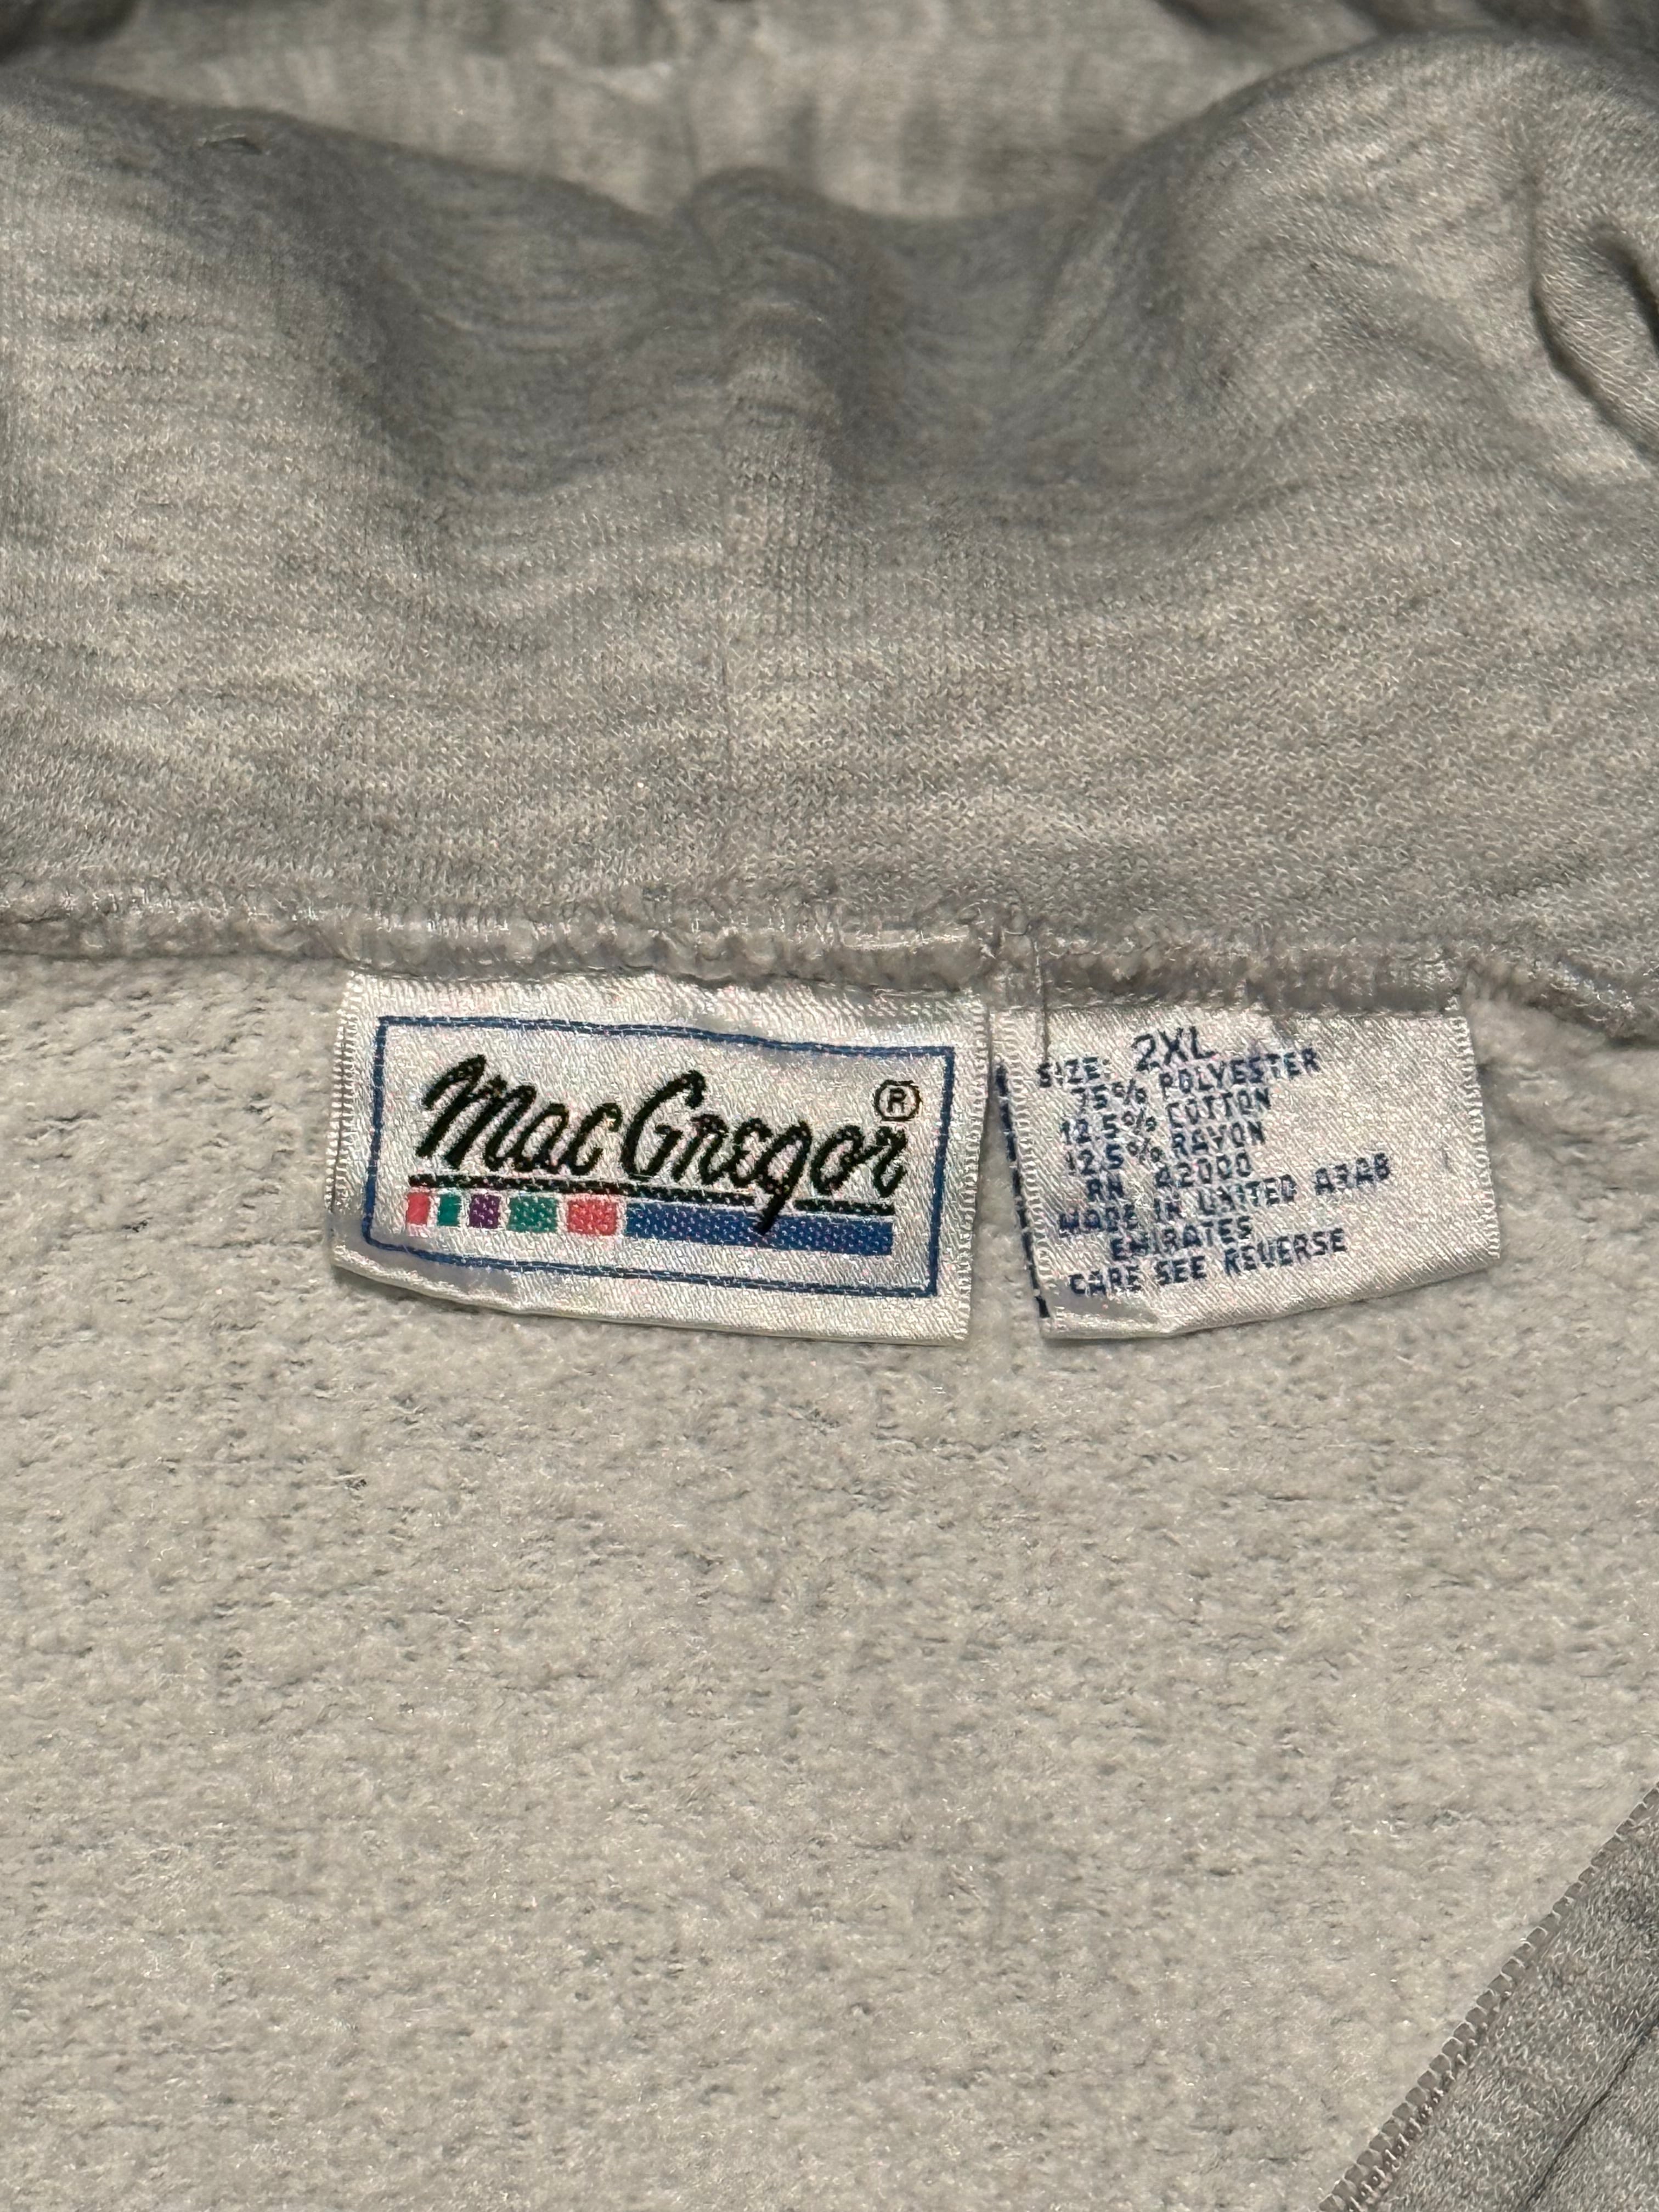 MacGregor®
SIZE: 2XL
75% POLYESTER
12.5% COTTON
12.5% RAYON
RN 42000
MADE IN UNITED ARAB
EMIRATES
CARE SEE REVERSE